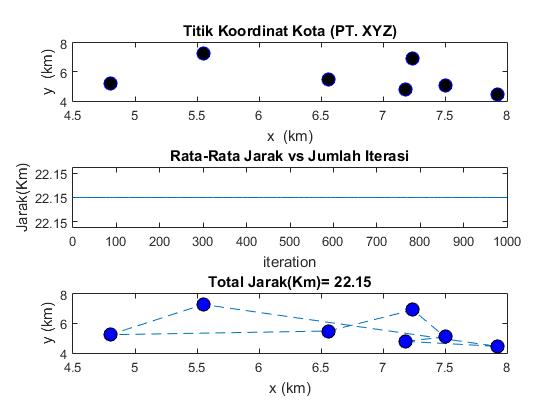 Titik Koordinat Kota (PT. XYZ)
8
6
4
y (km)
4.5 5 5.5 6 6.5 7 7.5 8
x (km)
Rata-Rata Jarak vs Jumlah Iterasi
22.15
22.15
22.15
Jarak(Km)
0 100 200 300 400 500 600 700 800 900 1000
iteration
Total Jarak(Km)= 22.15
8
6
4
y (km)
4.5 5 5.5 6 6.5 7 7.5 8
x (km)